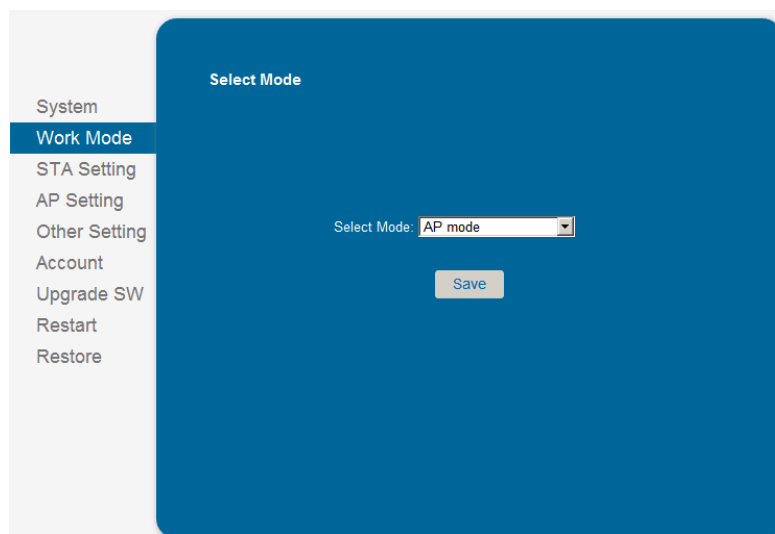 Select Mode
System
Work Mode
STA Setting
AP Setting
Other Setting
Account
Upgrade SW
Restart
Restore
Select Mode: AP mode
Save